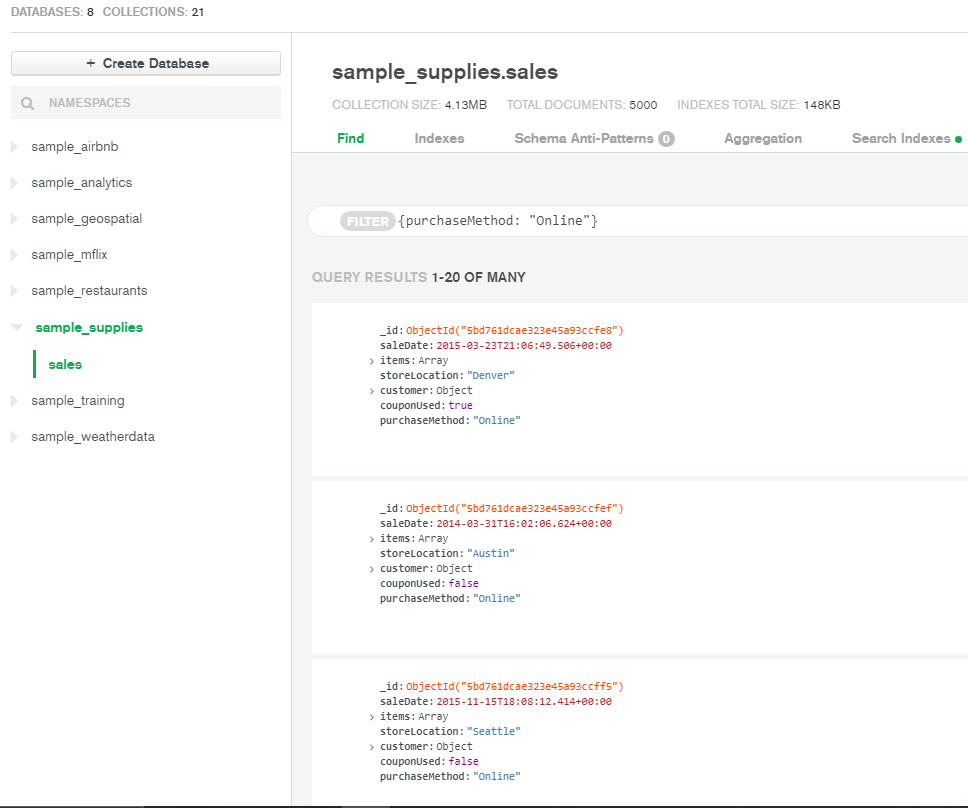 DATABASES: 8 COLLECTIONS: 21
+ Create Database
NAMESPACES
sample_airbnb
sample_analytics
sample_geospatial
sample_mflix
sample_restaurants
sample_supplies
sales
sample_training
sample_weatherdata
sample_supplies.sales
COLLECTION SIZE: 4.13MB TOTAL DOCUMENTS: 5000 INDEXES TOTAL SIZE: 148KB
Find Indexes Schema Anti-Patterns 0 Aggregation Search Indexes
FILTER {purchaseMethod: "Online"}
QUERY RESULTS 1-20 OF MANY
_id: ObjectId("5bd761dcae323e45a93ccfe8")
saleDate: 2015-03-23T21:06:49.506+00:00
items: Array
storeLocation: "Denver"
customer: Object
couponUsed: true
purchaseMethod: "Online"
_id: ObjectId("5bd761dcae323e45a93ccfef")
saleDate: 2014-03-31T16:02:06.624+00:00
items: Array
storeLocation: "Austin"
customer: Object
couponUsed: false
purchaseMethod: "Online"
_id: ObjectId("5bd761dcae323e45a93ccff5")
saleDate: 2015-11-15T18:08:12.414+00:00
items: Array
storeLocation: "Seattle"
customer: Object
couponUsed: false
purchaseMethod: "Online"